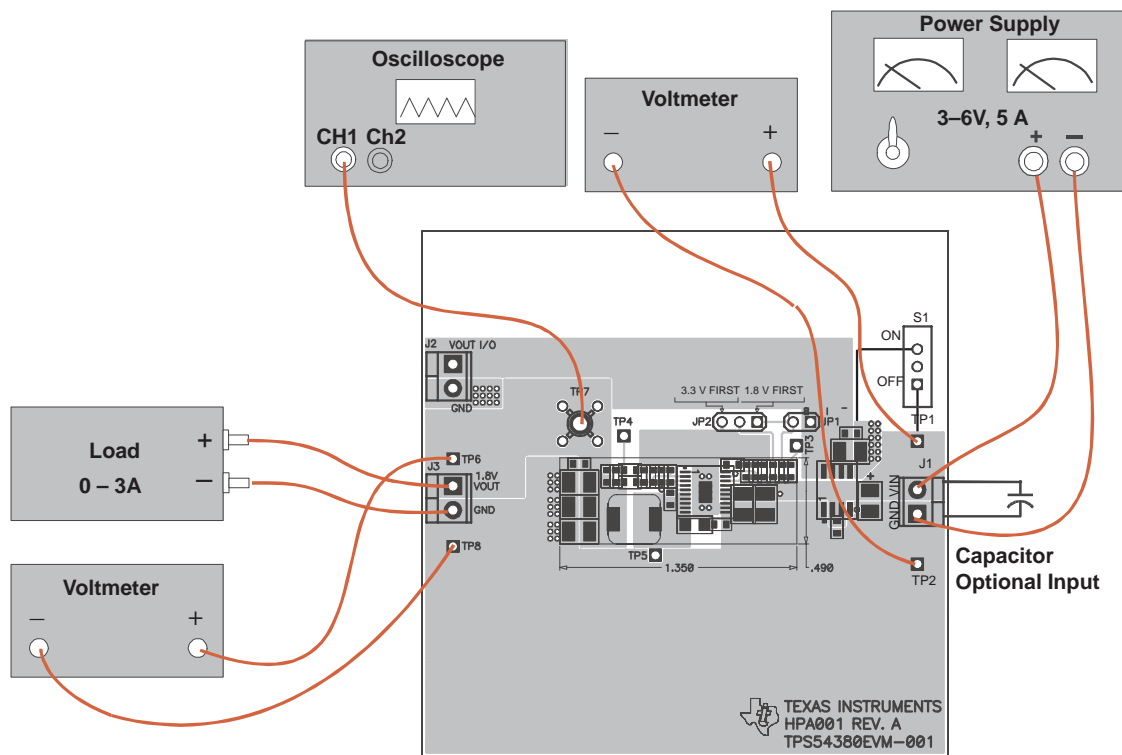 Power Supply
3–6V, 5 A
+ −
Oscilloscope
CH1 Ch2
Voltmeter
− +
S1
ON
OFF
J2 VOUT I/O
GND
TP7
3.3 V FIRST 1.8 V FIRST
JP2
JP1
TP4
TP3
TP1
J1
VIN
GND
+
Load
0 – 3A
+
−
TP6
J3
1.8V
VOUT
GND
TP8
TP5
1.350
.490
TP2
Capacitor
Optional Input
Voltmeter
− +
TEXAS INSTRUMENTS
HPA001 REV. A
TPS54380EVM-001